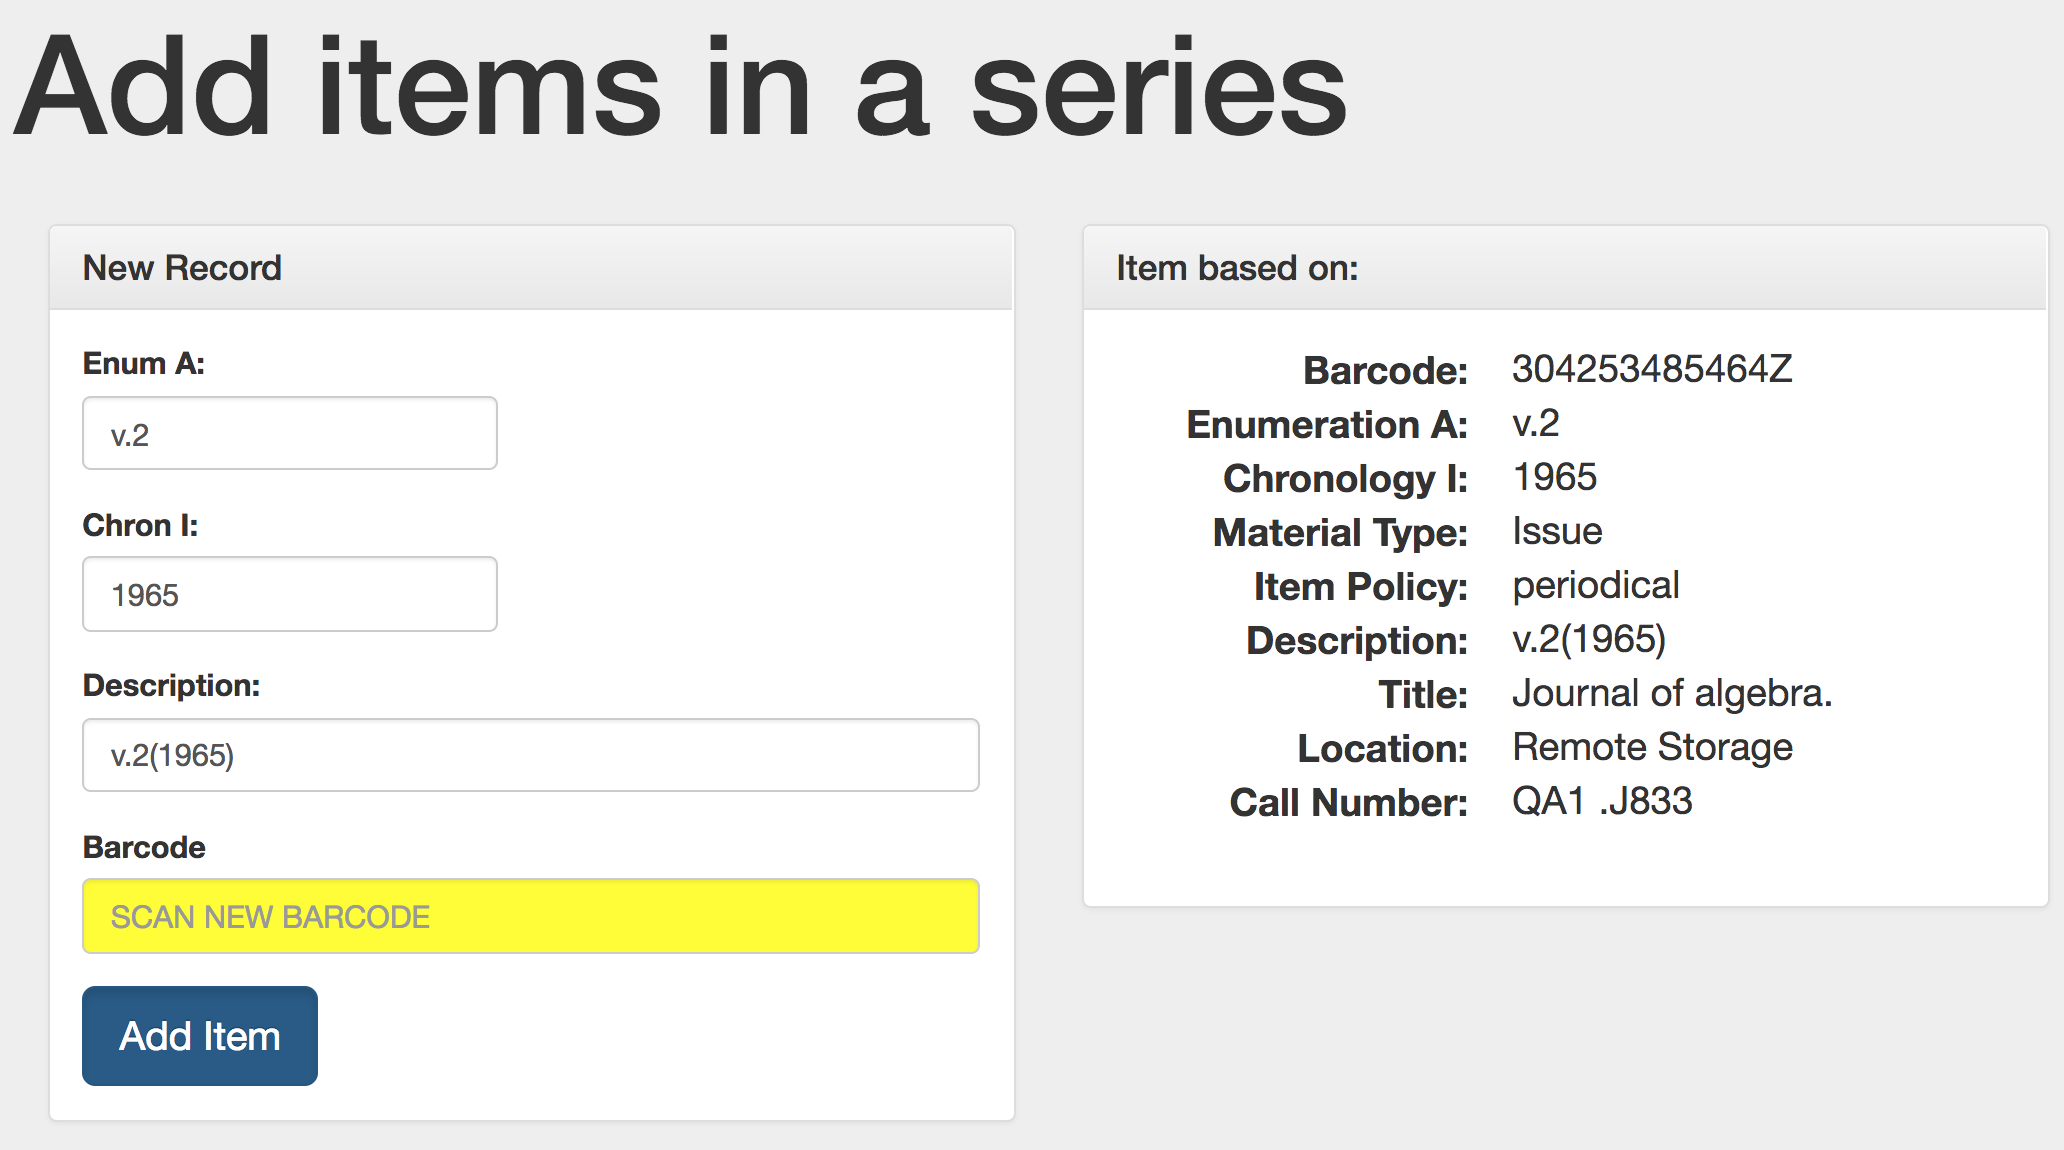 Add items in a series
New Record
Enum A:
v.2
Chron I:
1965
Description:
v.2(1965)
Barcode
SCAN NEW BARCODE
Add Item
Item based on:
Barcode: 304253485464Z
Enumeration A: v.2
Chronology I: 1965
Material Type: Issue
Item Policy: periodical
Description: v.2(1965)
Title: Journal of algebra.
Location: Remote Storage
Call Number: QA1 .J833